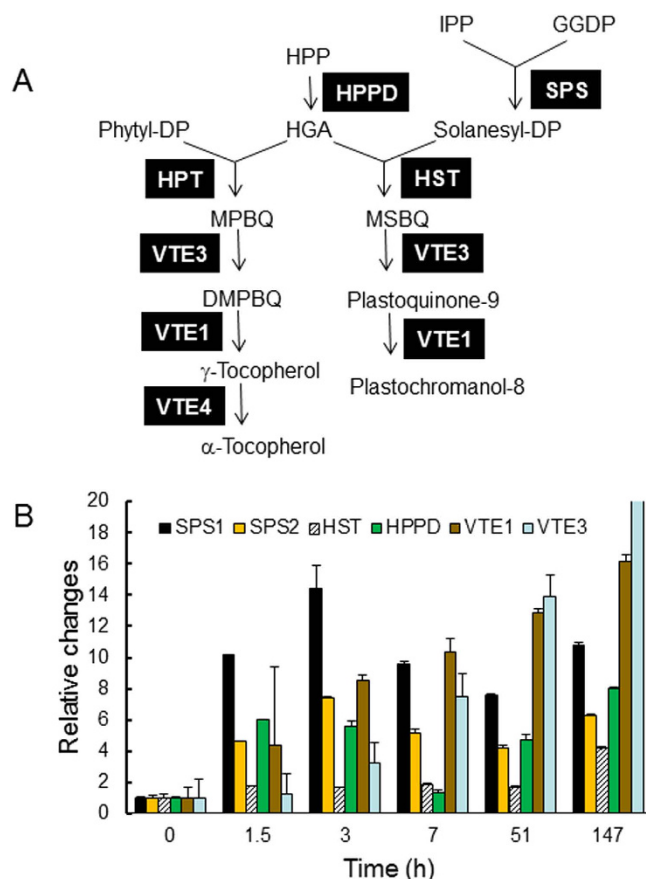 A
IPP GGDP
HPP
HPPD SPS
Phytyl-DP HGA Solanesyl-DP
HPT HST
MPBQ MSBQ
VTE3 VTE3
DMPBQ Plastoquinone-9
VTE1 VTE1
γ-Tocopherol
Plastochromanol-8
VTE4
α-Tocopherol
B
Relative changes
20
18
16
14
12
10
8
6
4
2
0
SPS1 SPS2 HST HPPD VTE1 VTE3
0 1.5 3 7 51 147
Time (h)